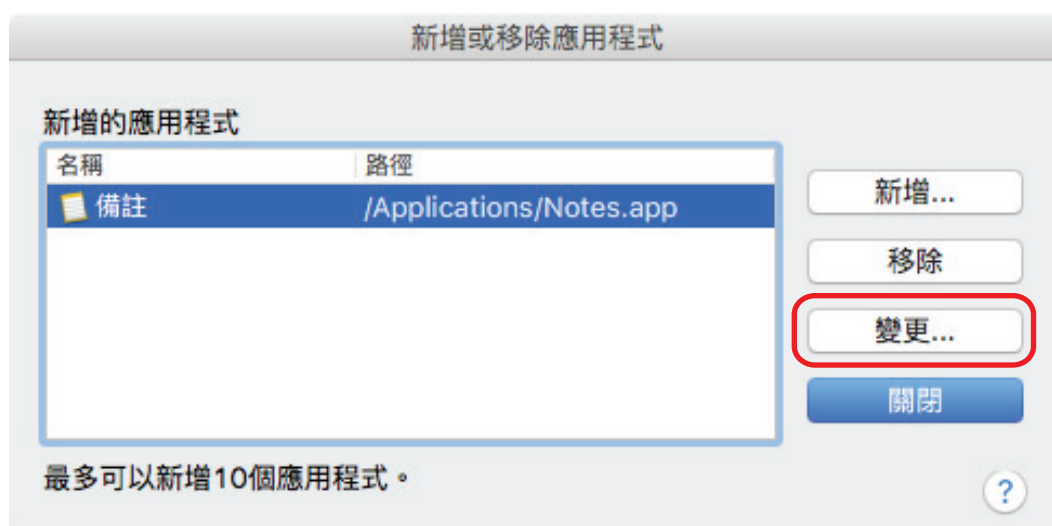 新增或移除應用程式
新增的應用程式
名稱 路徑
備註 /Applications/Notes.app
新增...
移除
變更...
關閉
最多可以新增10個應用程式。
?